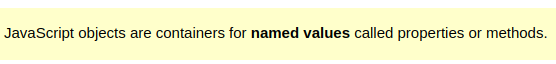 JavaScript objects are containers for named values called properties or methods.